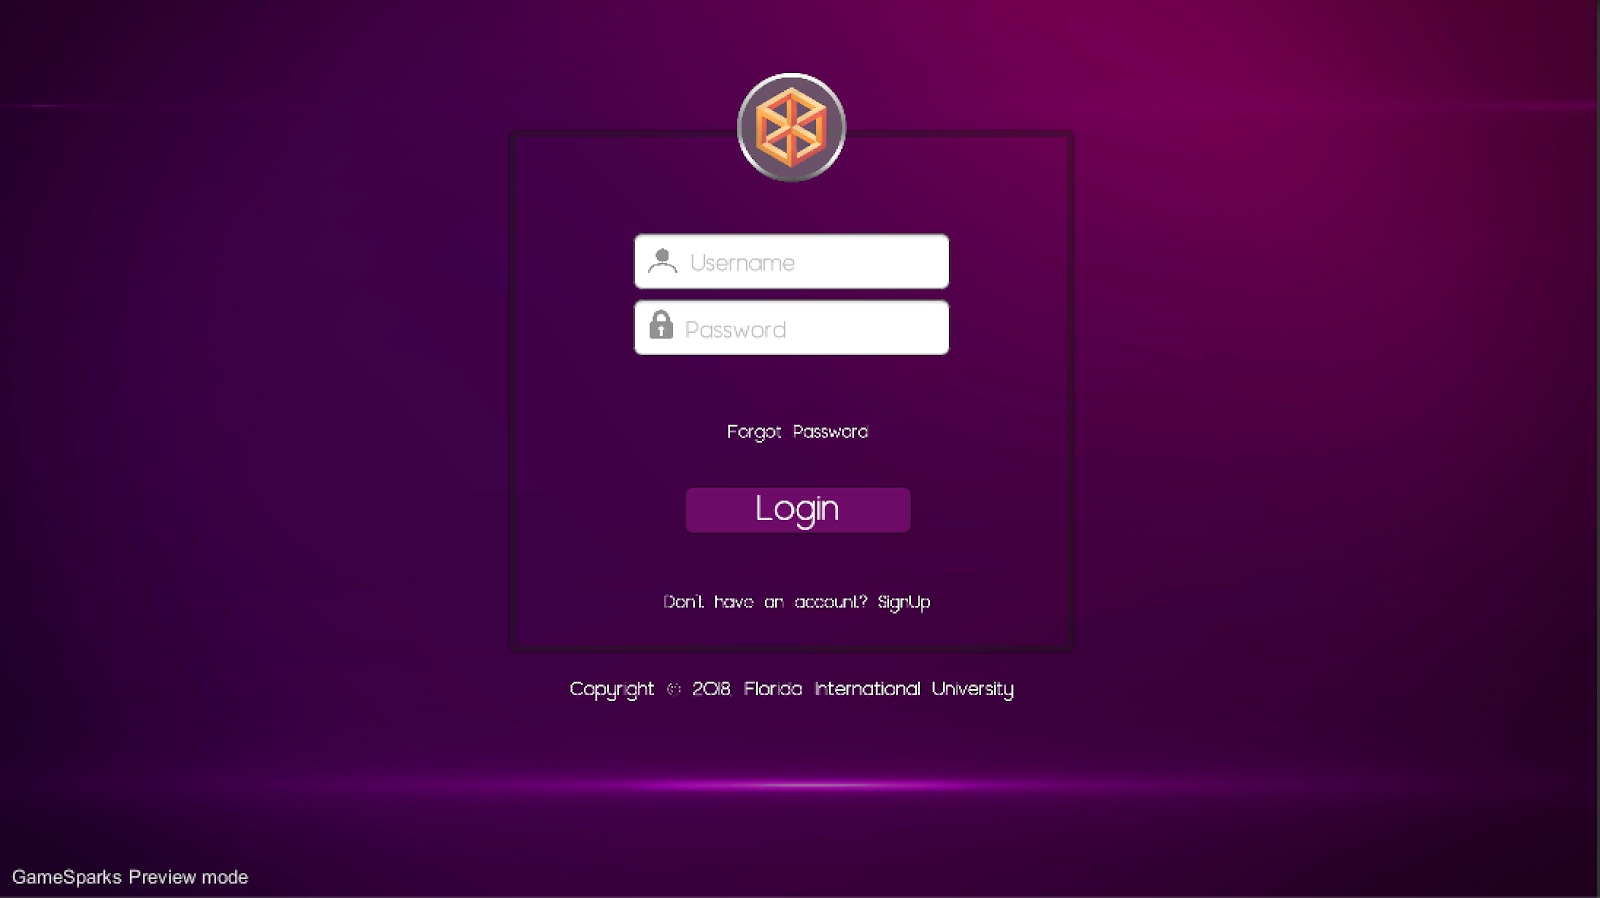 Username
Password
Forgot Password
Login
Don't have an account? SignUp
Copyright © 2018 Florida International University
GameSparks Preview mode